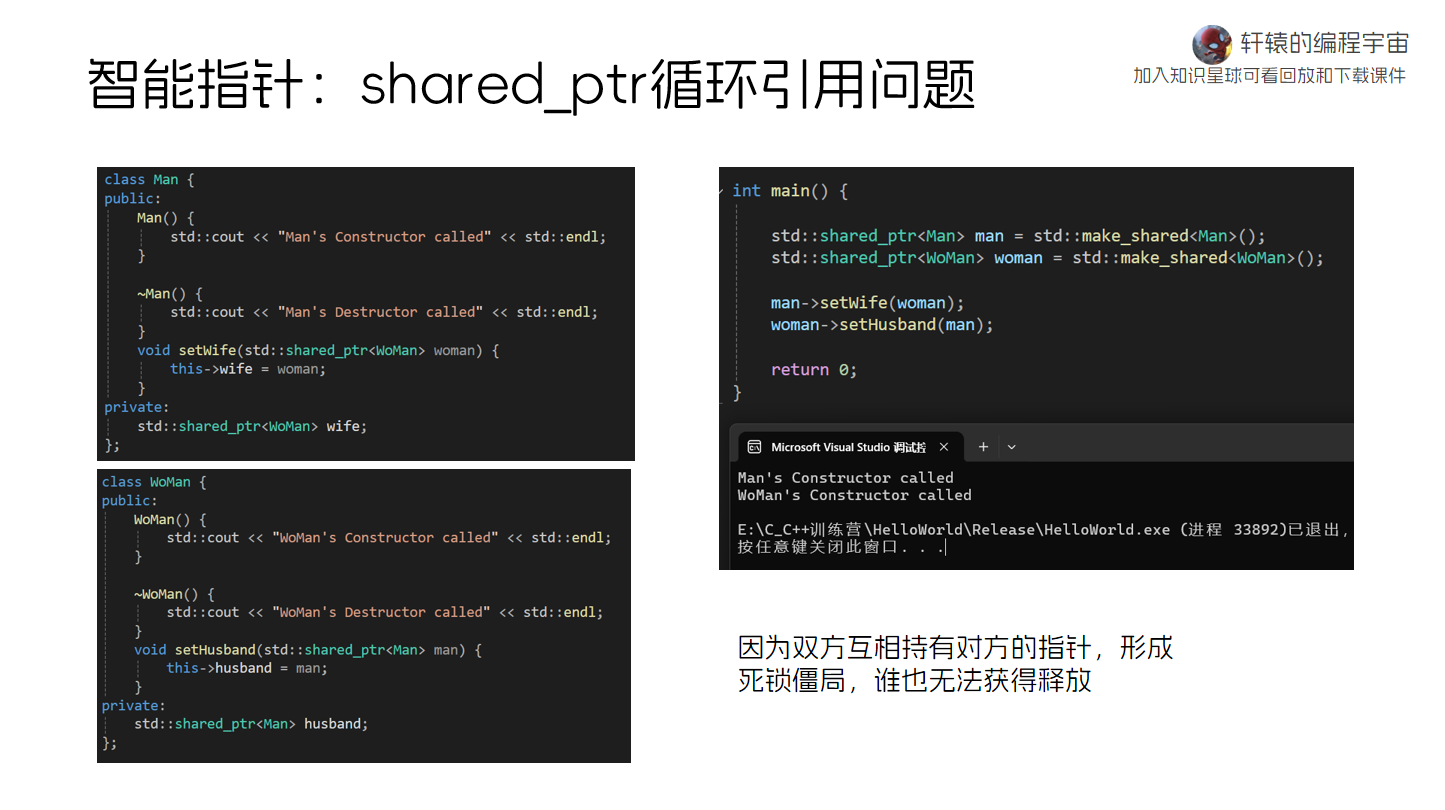 智能指针：shared_ptr循环引用问题
轩辕的编程宇宙
加入知识星球可看回放和下载课件
class Man {
public:
    Man() {
        std::cout << "Man's Constructor called" << std::endl;
    }

    ~Man() {
        std::cout << "Man's Destructor called" << std::endl;
    }
    void setWife(std::shared_ptr<WoMan> woman) {
        this->wife = woman;
    }
private:
    std::shared_ptr<WoMan> wife;
};
class WoMan {
public:
    WoMan() {
        std::cout << "WoMan's Constructor called" << std::endl;
    }

    ~WoMan() {
        std::cout << "WoMan's Destructor called" << std::endl;
    }
    void setHusband(std::shared_ptr<Man> man) {
        this->husband = man;
    }
private:
    std::shared_ptr<Man> husband;
};
int main() {

    std::shared_ptr<Man> man = std::make_shared<Man>();
    std::shared_ptr<WoMan> woman = std::make_shared<WoMan>();

    man->setWife(woman);
    woman->setHusband(man);

    return 0;
}
Microsoft Visual Studio 调试控
Man's Constructor called
WoMan's Constructor called

E:\C_C++训练营\HelloWorld\Release\HelloWorld.exe (进程 33892)已退出，
按任意键关闭此窗口. . .
因为双方互相持有对方的指针，形成
死锁僵局，谁也无法获得释放